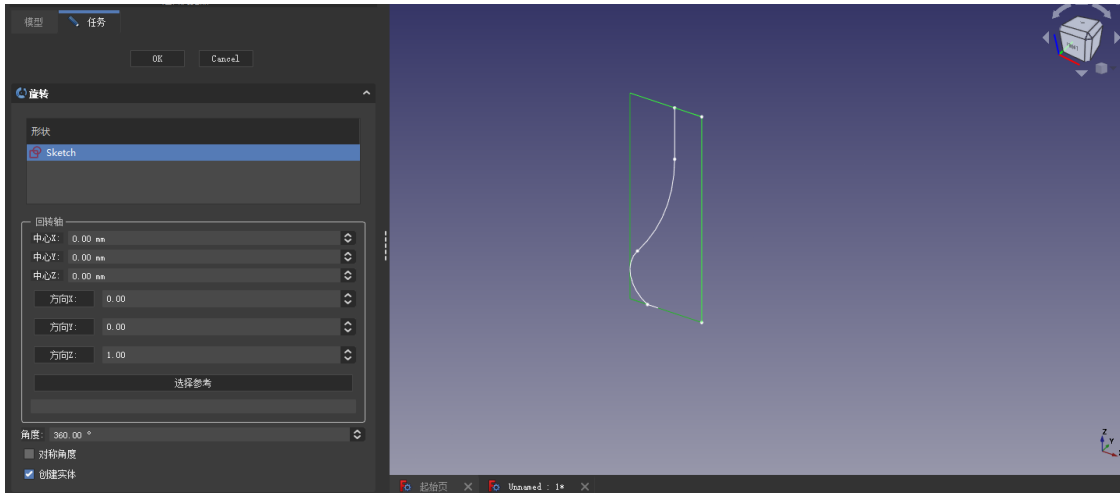 模型
任务
OK
Cancel
旋转
形状
Sketch
回转轴
中心X: 0.00 mm
中心Y: 0.00 mm
中心Z: 0.00 mm
方向X: 0.00
方向Y: 0.00
方向Z: 1.00
选择参考
角度: 360.00 °
对称角度
创建实体
起始页
Unnamed : 1*
Z
Y